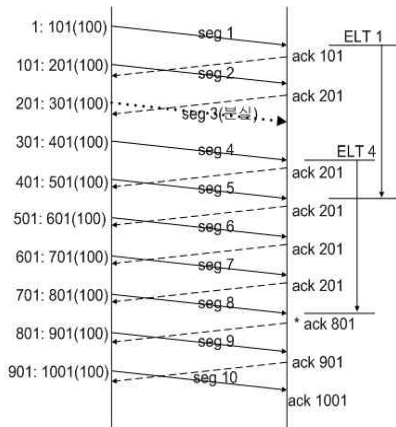 1: 101(100)
seg 1
ELT 1
ack 101
101: 201(100)
seg 2
ack 201
201: 301(100)
seg 3(분실)
301: 401(100)
seg 4
ELT 4
ack 201
401: 501(100)
seg 5
ack 201
501: 601(100)
seg 6
ack 201
601: 701(100)
seg 7
ack 201
701: 801(100)
seg 8
* ack 801
801: 901(100)
seg 9
ack 901
901: 1001(100)
seg 10
ack 1001